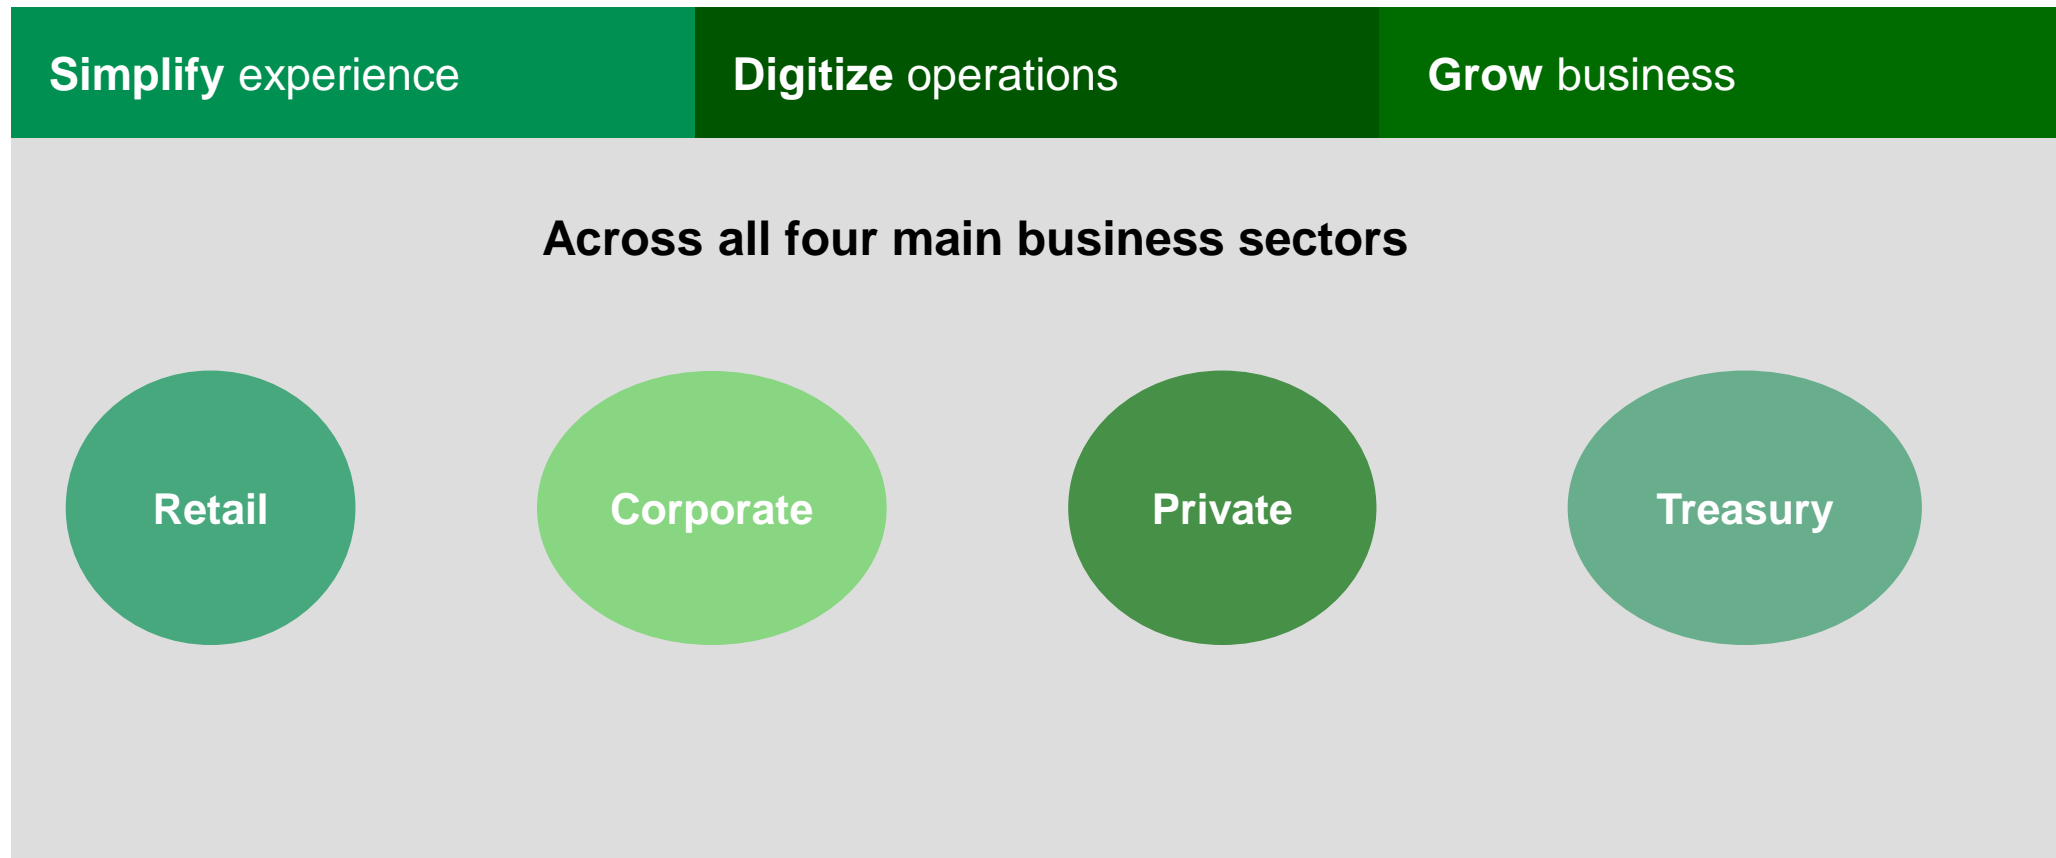 Simplify experience
Digitize operations
Grow business
Across all four main business sectors
Retail
Corporate
Private
Treasury